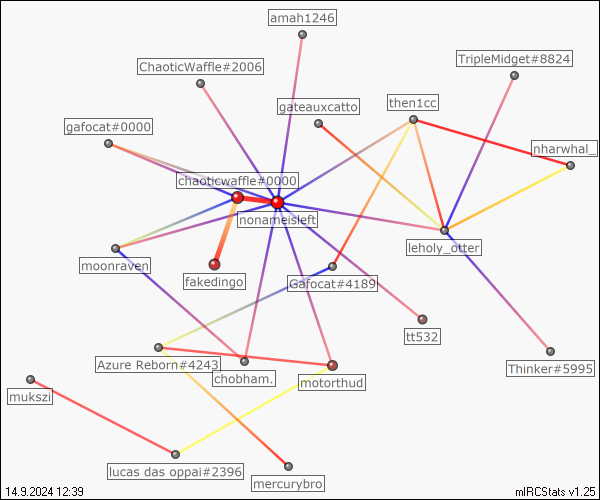 amah1246
ChaoticWaffle#2006
TripleMidget#8824
gateauxcatto
then1cc
gafocat#0000
nharwhal_
chaoticwaffle#0000
nonameisleft
leholy_otter
moonraven
fakedingo
Gafocat#4189
tt532
Azure Reborn#4243
chobham.
motorthud
Thinker#5995
mukszi
lucas das oppai#2396
mercurybro
14.9.2024 12:39
mIRCStats v1.25